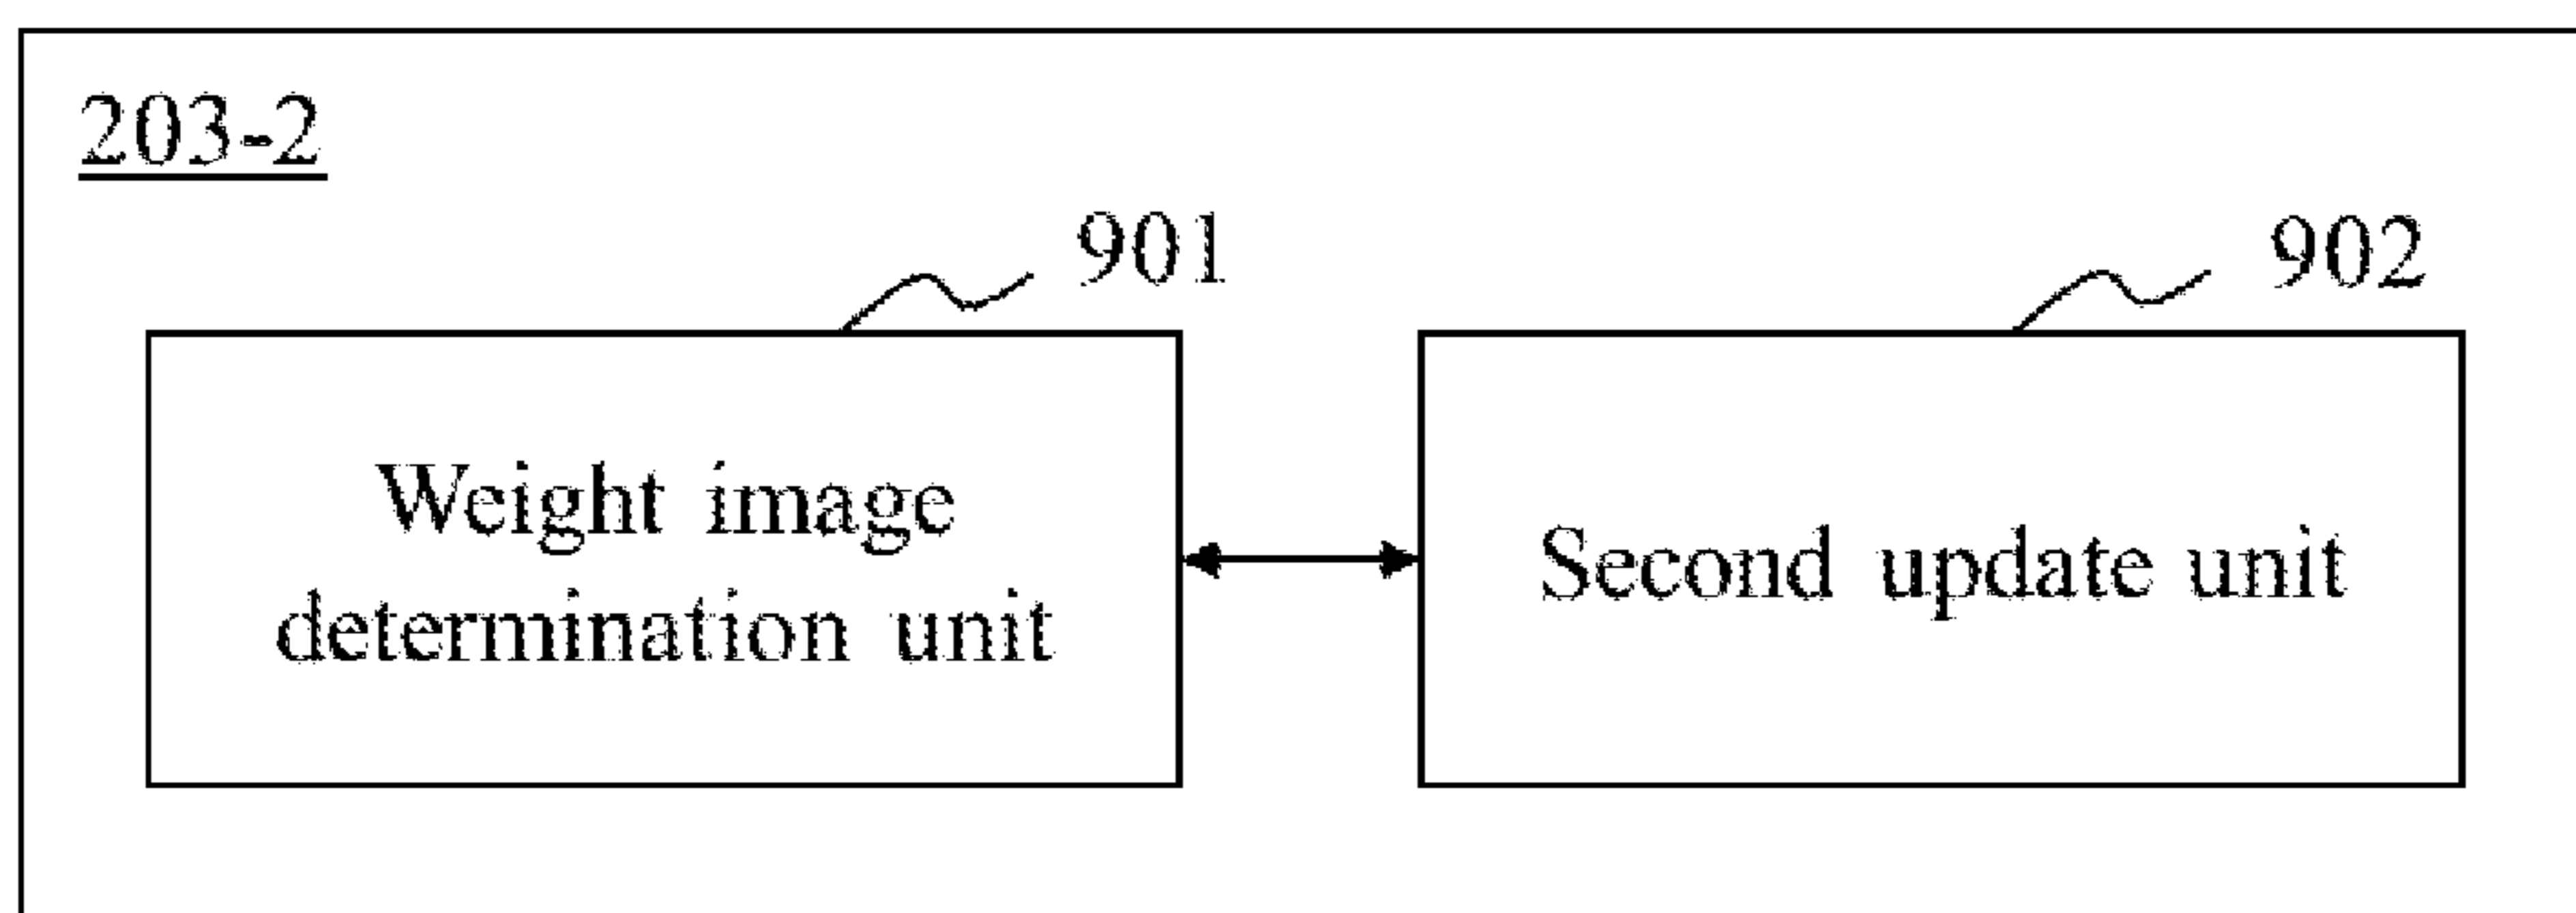 203-2
901
902
Weight image
determination unit
Second update unit